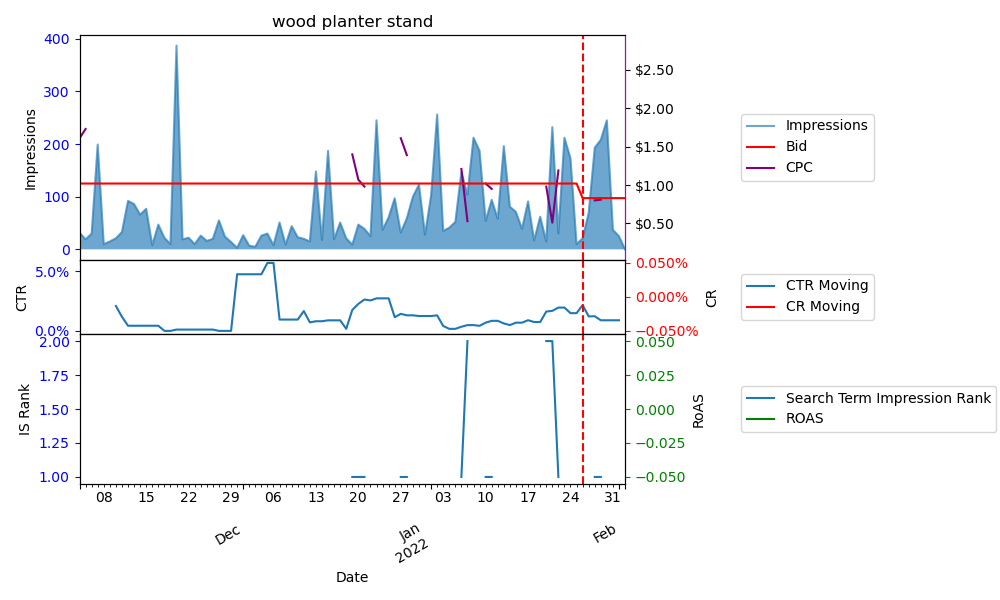 wood planter stand
400
300
200
100
0
Impressions
$2.50
$2.00
$1.50
$1.00
$0.50
Impressions
Bid
CPC
5.0%
0.0%
CTR
0.050%
0.000%
−0.050%
CR
CTR Moving
CR Moving
2.00
1.75
1.50
1.25
1.00
IS Rank
0.050
0.025
0.000
−0.025
−0.050
RoAS
Search Term Impression Rank
ROAS
08 15 22 29 06 13 20 27 03 10 17 24 31
Dec Jan 2022 Feb
Date